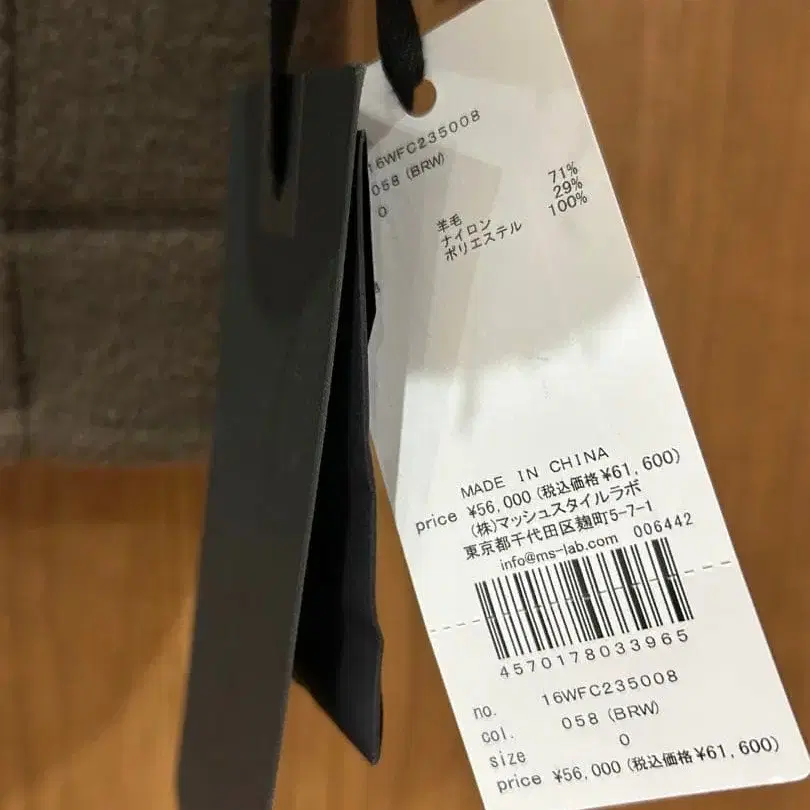 16WFC235008
058 (BRW)
0
羊毛 71%
ナイロン 29%
ポリエステル 100%
MADE IN CHINA
price ¥56,000 (税込価格¥61,600)
(株)マッシュスタイルラボ
東京都千代田区麹町5-7-1
info@ms-lab.com 006442
4570178033965
no. 16WFC235008
col. 058 (BRW)
size 0
price ¥56,000 (税込価格¥61,600)